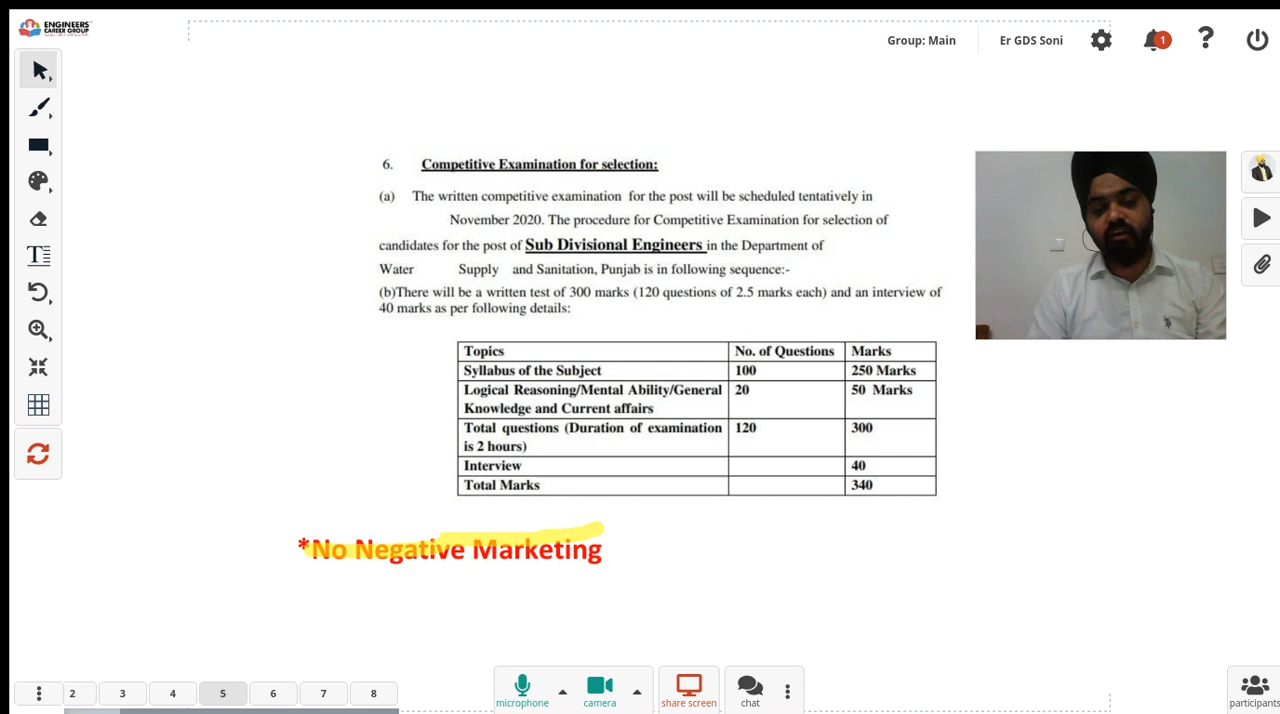 ENGINEERS
CAREER GROUP
Group: Main
Er GDS Soni
1
6. Competitive Examination for selection:
(a) The written competitive examination for the post will be scheduled tentatively in
November 2020. The procedure for Competitive Examination for selection of
candidates for the post of Sub Divisional Engineers in the Department of
Water Supply and Sanitation, Punjab is in following sequence:-
(b)There will be a written test of 300 marks (120 questions of 2.5 marks each) and an interview of
40 marks as per following details:
Topics No. of Questions Marks
Syllabus of the Subject 100 250 Marks
Logical Reasoning/Mental Ability/General 20 50 Marks
Knowledge and Current affairs
Total questions (Duration of examination 120 300
is 2 hours)
Interview 40
Total Marks 340
*No Negative Marketing
2 3 4 5 6 7 8
microphone camera share screen chat participants